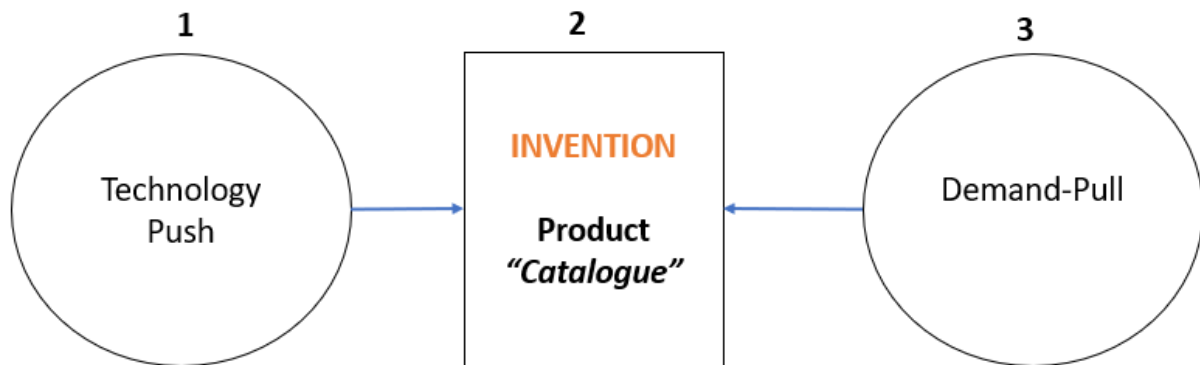 1
2
3
Technology
Push
INVENTION
Product
“Catalogue”
Demand-Pull